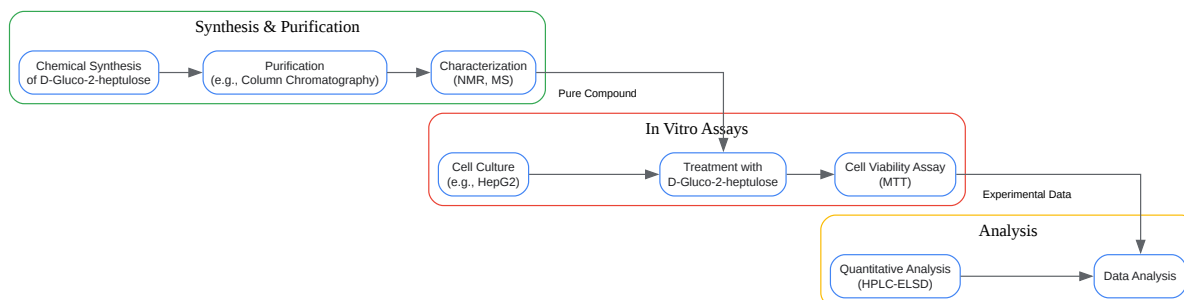 Synthesis & Purification
Chemical Synthesis
of D-Gluco-2-heptulose
Purification
(e.g., Column Chromatography)
Characterization
(NMR, MS)
Pure Compound
In Vitro Assays
Cell Culture
(e.g., HepG2)
Treatment with
D-Gluco-2-heptulose
Cell Viability Assay
(MTT)
Experimental Data
Analysis
Quantitative Analysis
(HPLC-ELSD)
Data Analysis